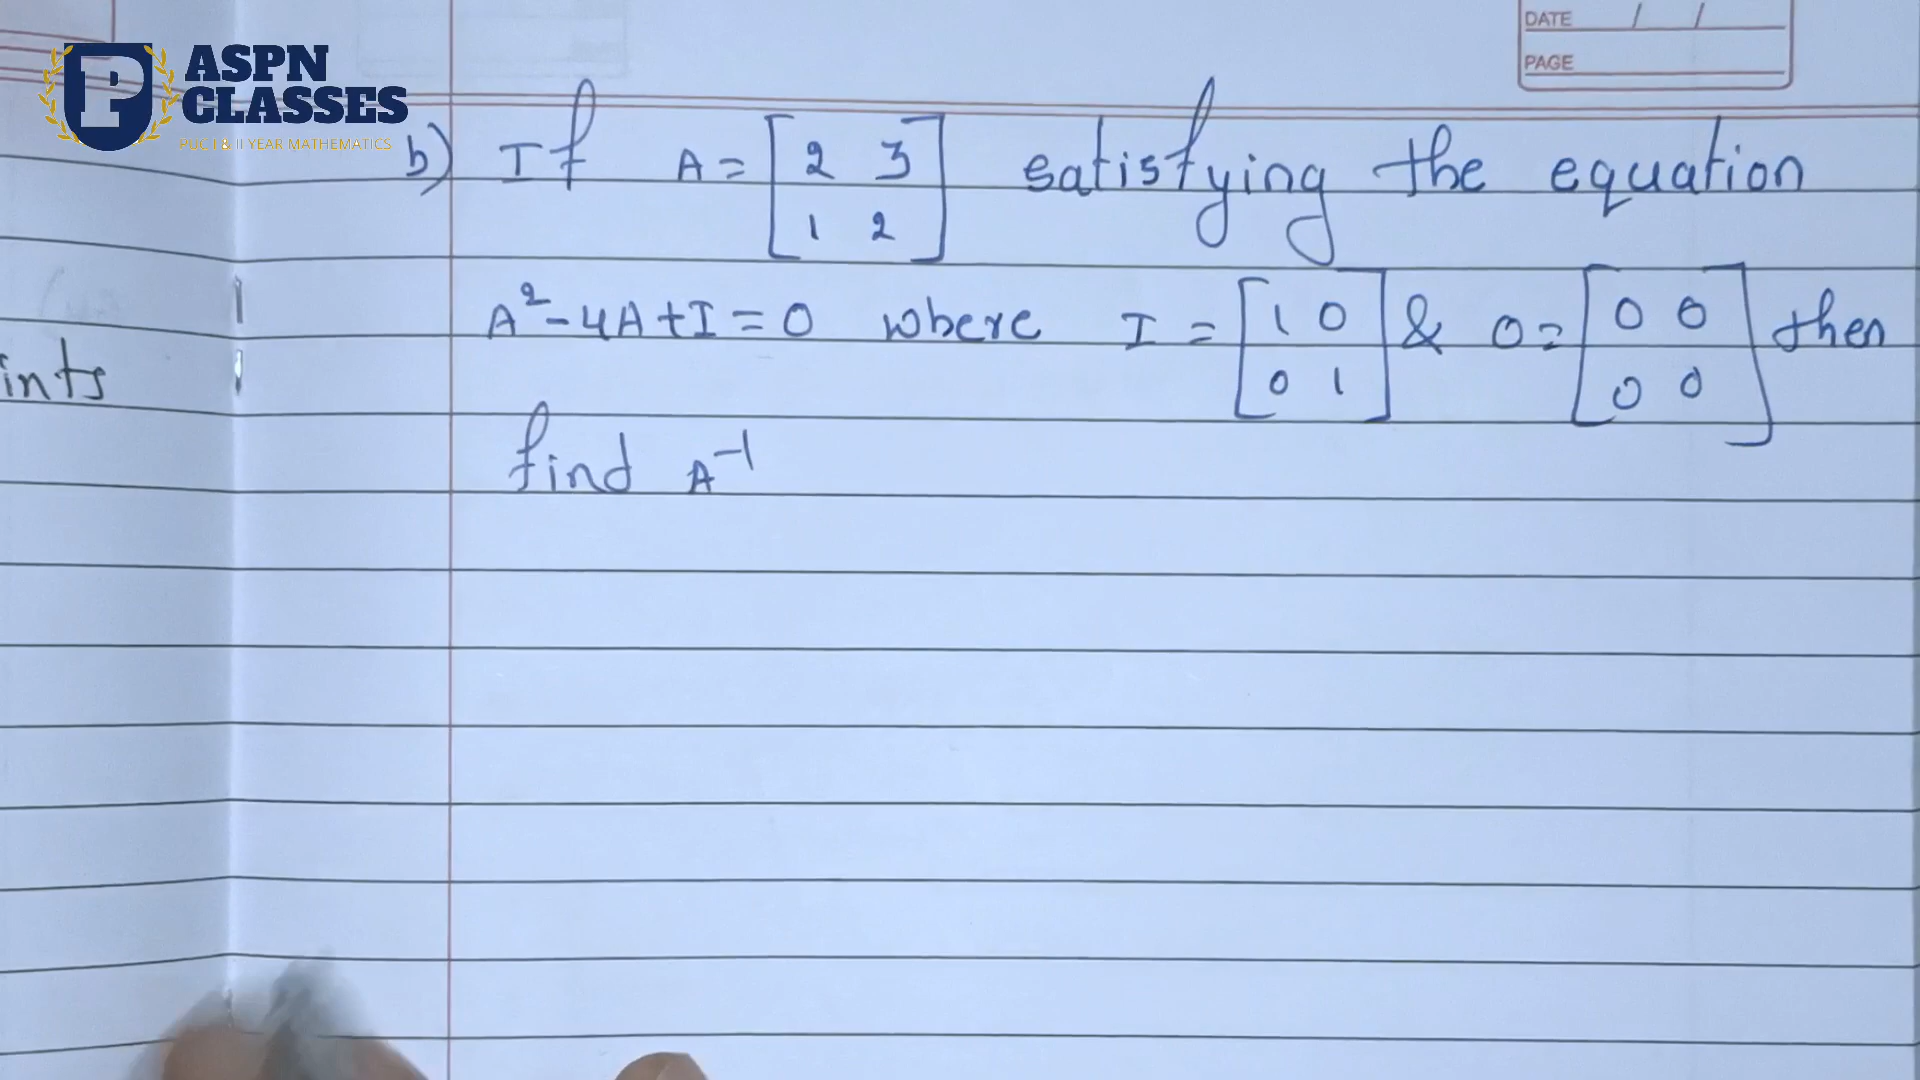 DATE / /
PAGE
ASPN
CLASSES
PUC I & II YEAR MATHEMATICS
b) If A = [2 3 satisfying the equation
1 2]
A² - 4A + I = 0 where I = [1 0 & 0 = [0 0 then
0 1] 0 0]
ints
find A⁻¹